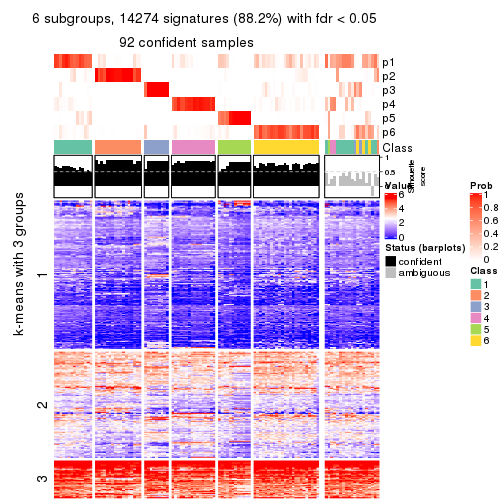 6 subgroups, 14274 signatures (88.2%) with fdr < 0.05
92 confident samples
p1
p2
p3
p4
p5
p6
Class
1
0.5
0
Silhouette
score
k-means with 3 groups
1
2
3
Value
6
4
2
0
Status (barplots)
confident
ambiguous
Prob
1
0.8
0.6
0.4
0.2
0
Class
1
2
3
4
5
6